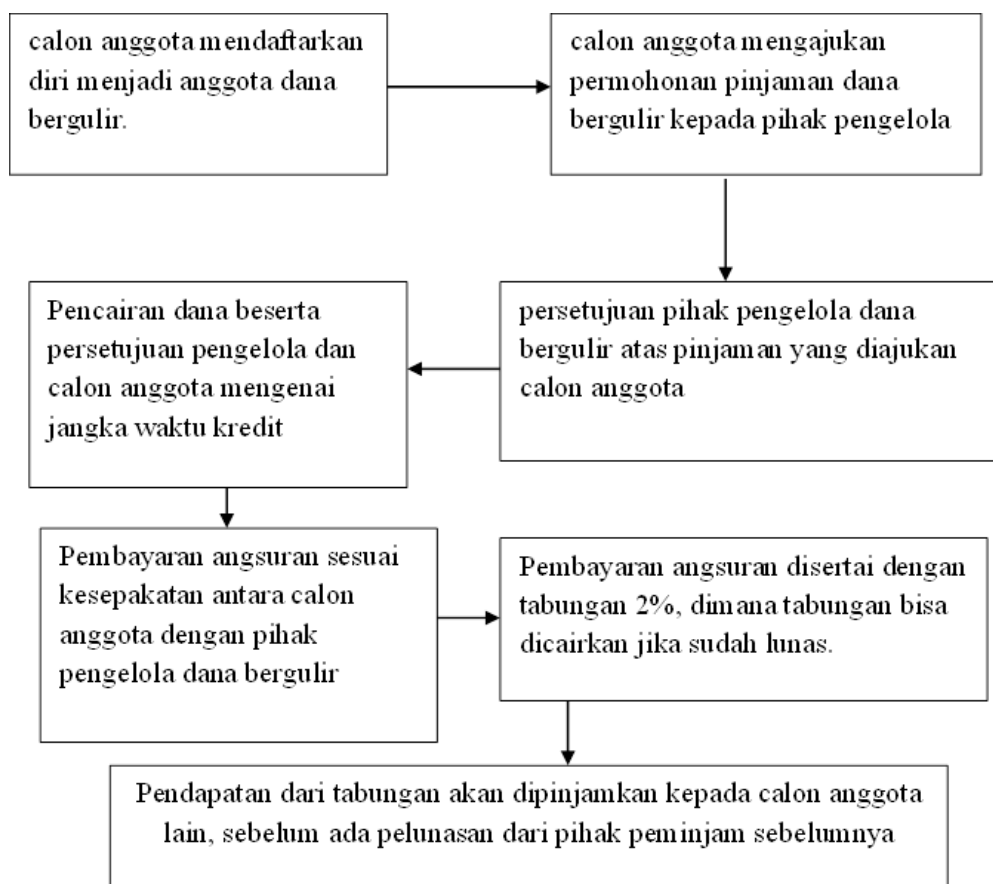 calon anggota mendaftarkan
diri menjadi anggota dana
bergulir.
calon anggota mengajukan
permohonan pinjaman dana
bergulir kepada pihak pengelola
persetujuan pihak pengelola dana
bergulir atas pinjaman yang diajukan
calon anggota
Pencairan dana beserta
persetujuan pengelola dan
calon anggota mengenai
jangka waktu kredit
Pembayaran angsuran sesuai
kesepakatan antara calon
anggota dengan pihak
pengelola dana bergulir
Pembayaran angsuran disertai dengan
tabungan 2%, dimana tabungan bisa
dicairkan jika sudah lunas.
Pendapatan dari tabungan akan dipinjamkan kepada calon anggota
lain, sebelum ada pelunasan dari pihak peminjam sebelumnya